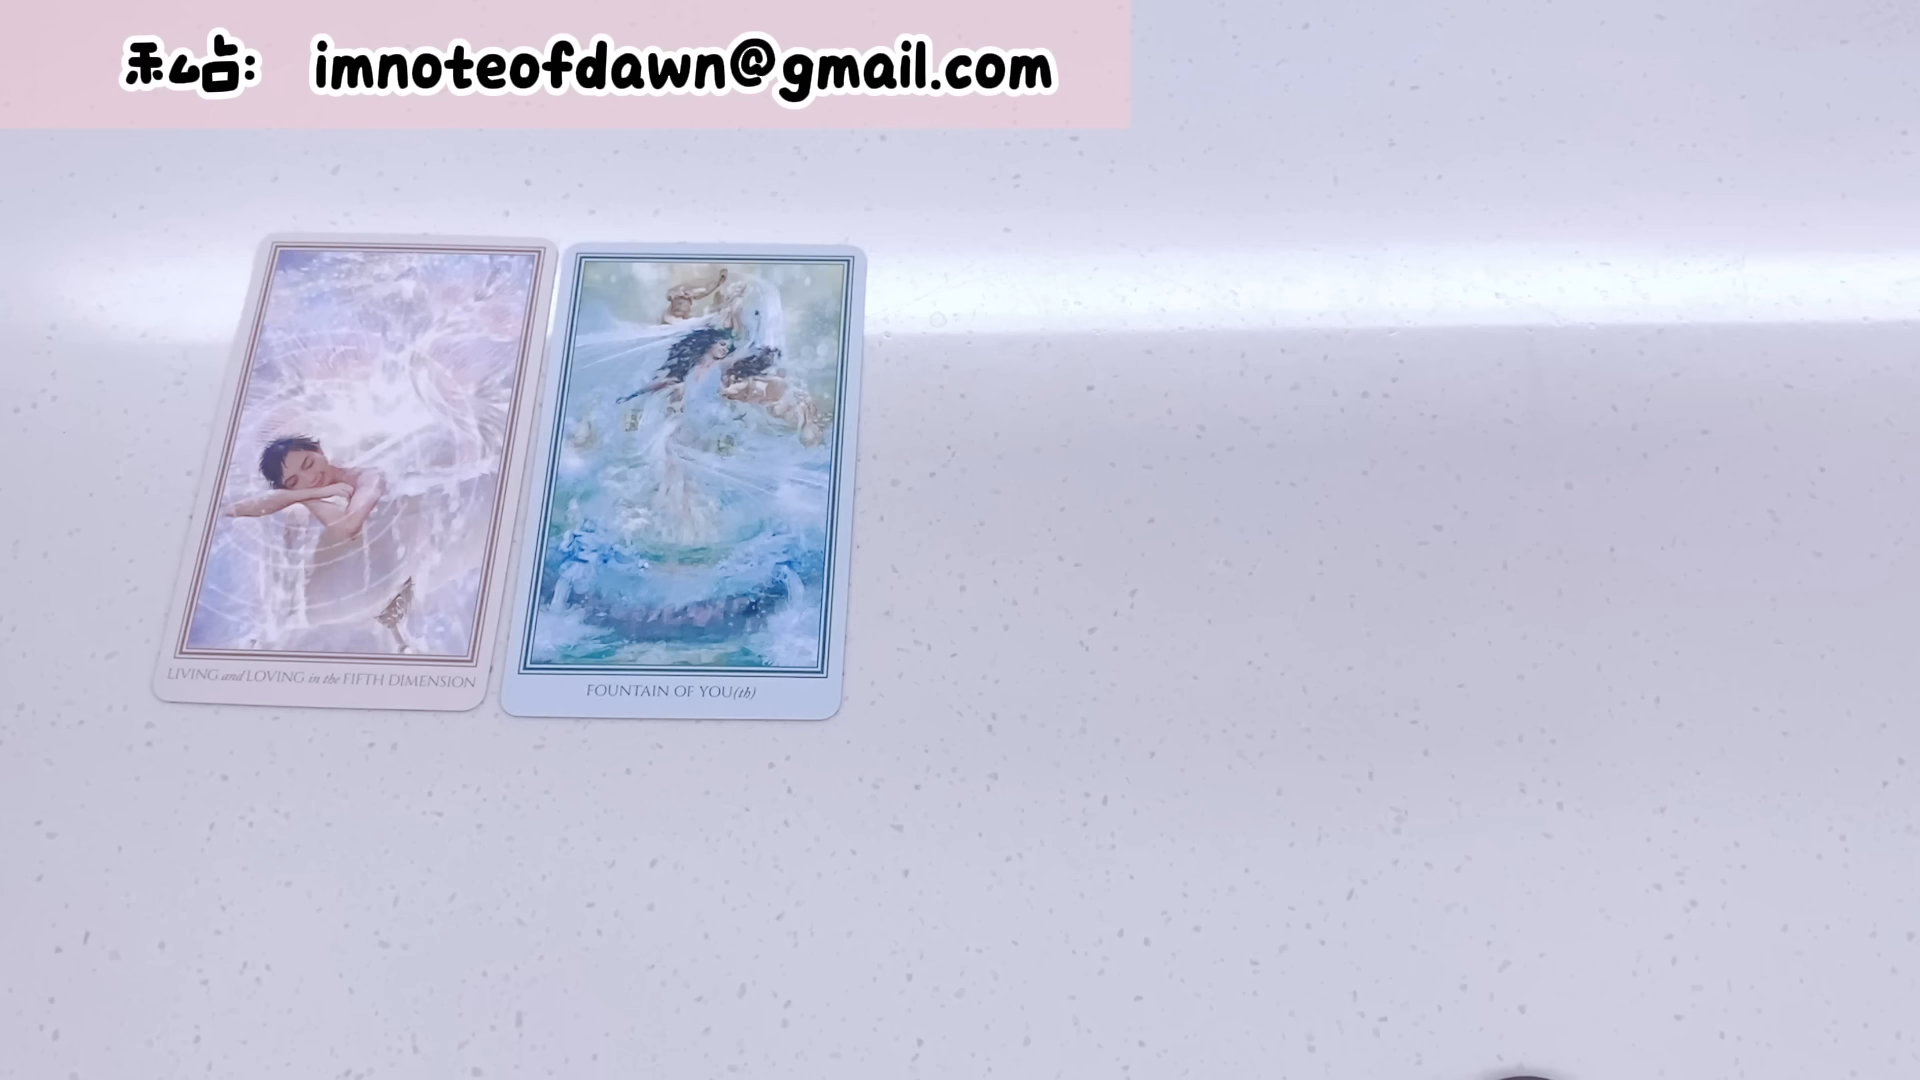 私占: imnoteofdawn@gmail.com
LIVING and LOVING in the FIFTH DIMENSION
FOUNTAIN OF YOU(th)